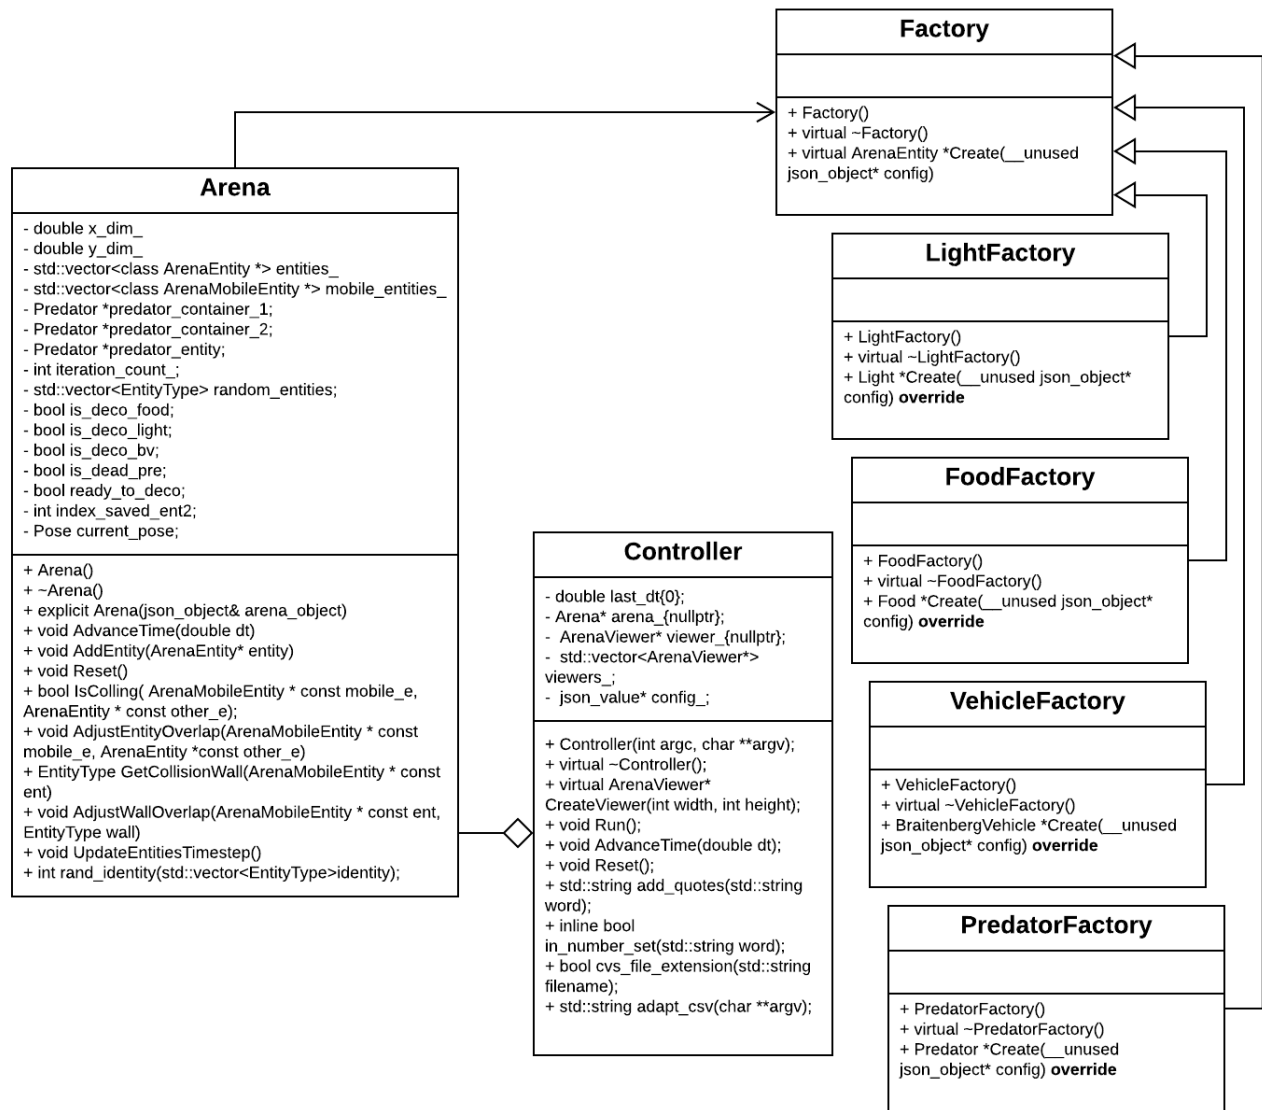 Factory
+ Factory()
+ virtual ~Factory()
+ virtual ArenaEntity *Create(__unused
json_object* config)
Arena
- double x_dim_
- double y_dim_
- std::vector<class ArenaEntity *> entities_
- std::vector<class ArenaMobileEntity *> mobile_entities_
- Predator *predator_container_1;
- Predator *predator_container_2;
- Predator *predator_entity;
- int iteration_count_;
- std::vector<EntityType> random_entities;
- bool is_deco_food;
- bool is_deco_light;
- bool is_deco_bv;
- bool is_dead_pre;
- bool ready_to_deco;
- int index_saved_ent2;
- Pose current_pose;
+ Arena()
+ ~Arena()
+ explicit Arena(json_object& arena_object)
+ void AdvanceTime(double dt)
+ void AddEntity(ArenaEntity* entity)
+ void Reset()
+ bool IsColling( ArenaMobileEntity * const mobile_e,
ArenaEntity * const other_e);
+ void AdjustEntityOverlap(ArenaMobileEntity * const
mobile_e, ArenaEntity *const other_e)
+ EntityType GetCollisionWall(ArenaMobileEntity * const
ent)
+ void AdjustWallOverlap(ArenaMobileEntity * const ent,
EntityType wall)
+ void UpdateEntitiesTimestep()
+ int rand_identity(std::vector<EntityType>identity);
Controller
- double last_dt{0};
- Arena* arena_{nullptr};
-  ArenaViewer* viewer_{nullptr};
-  std::vector<ArenaViewer*>
viewers_;
-  json_value* config_;
+ Controller(int argc, char **argv);
+ virtual ~Controller();
+ virtual ArenaViewer*
CreateViewer(int width, int height);
+ void Run();
+ void AdvanceTime(double dt);
+ void Reset();
+ std::string add_quotes(std::string
word);
+ inline bool
in_number_set(std::string word);
+ bool cvs_file_extension(std::string
filename);
+ std::string adapt_csv(char **argv);
LightFactory
+ LightFactory()
+ virtual ~LightFactory()
+ Light *Create(__unused json_object*
config) override
FoodFactory
+ FoodFactory()
+ virtual ~FoodFactory()
+ Food *Create(__unused json_object*
config) override
VehicleFactory
+ VehicleFactory()
+ virtual ~VehicleFactory()
+ BraitenbergVehicle *Create(__unused
json_object* config) override
PredatorFactory
+ PredatorFactory()
+ virtual ~PredatorFactory()
+ Predator *Create(__unused
json_object* config) override